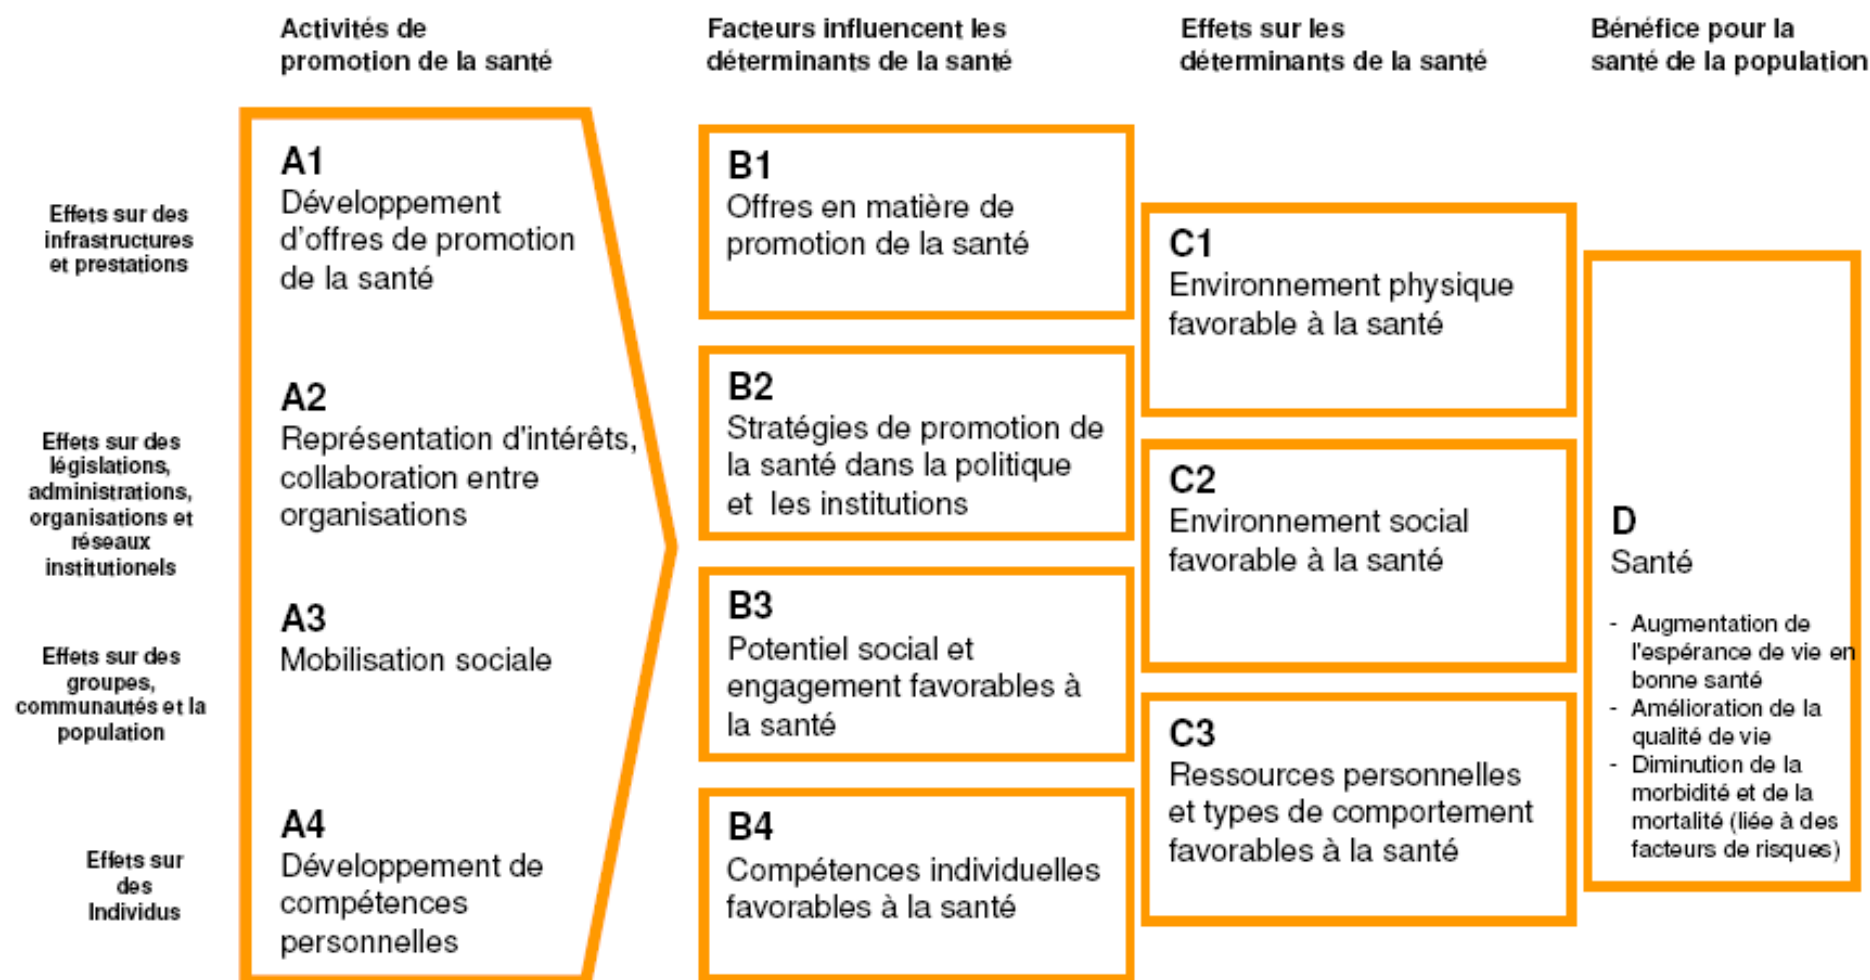 Activités de
promotion de la santé
Facteurs influencent les
déterminants de la santé
Effets sur les
déterminants de la santé
Bénéfice pour la
santé de la population
Effets sur des
infrastructures
et prestations
Effets sur des
législations,
administrations,
organisations et
réseaux
institutionels
Effets sur des
groupes,
communautés et la
population
Effets sur
des
Individus
A1
Développement
d'offres de promotion
de la santé
A2
Représentation d'intérêts,
collaboration entre
organisations
A3
Mobilisation sociale
A4
Développement de
compétences
personnelles
B1
Offres en matière de
promotion de la santé
B2
Stratégies de promotion de
la santé dans la politique
et les institutions
B3
Potentiel social et
engagement favorables à
la santé
B4
Compétences individuelles
favorables à la santé
C1
Environnement physique
favorable à la santé
C2
Environnement social
favorable à la santé
C3
Ressources personnelles
et types de comportement
favorables à la santé
D
Santé
- Augmentation de
l'espérance de vie en
bonne santé
- Amélioration de la
qualité de vie
- Diminution de la
morbidité et de la
mortalité (liée à des
facteurs de risques)